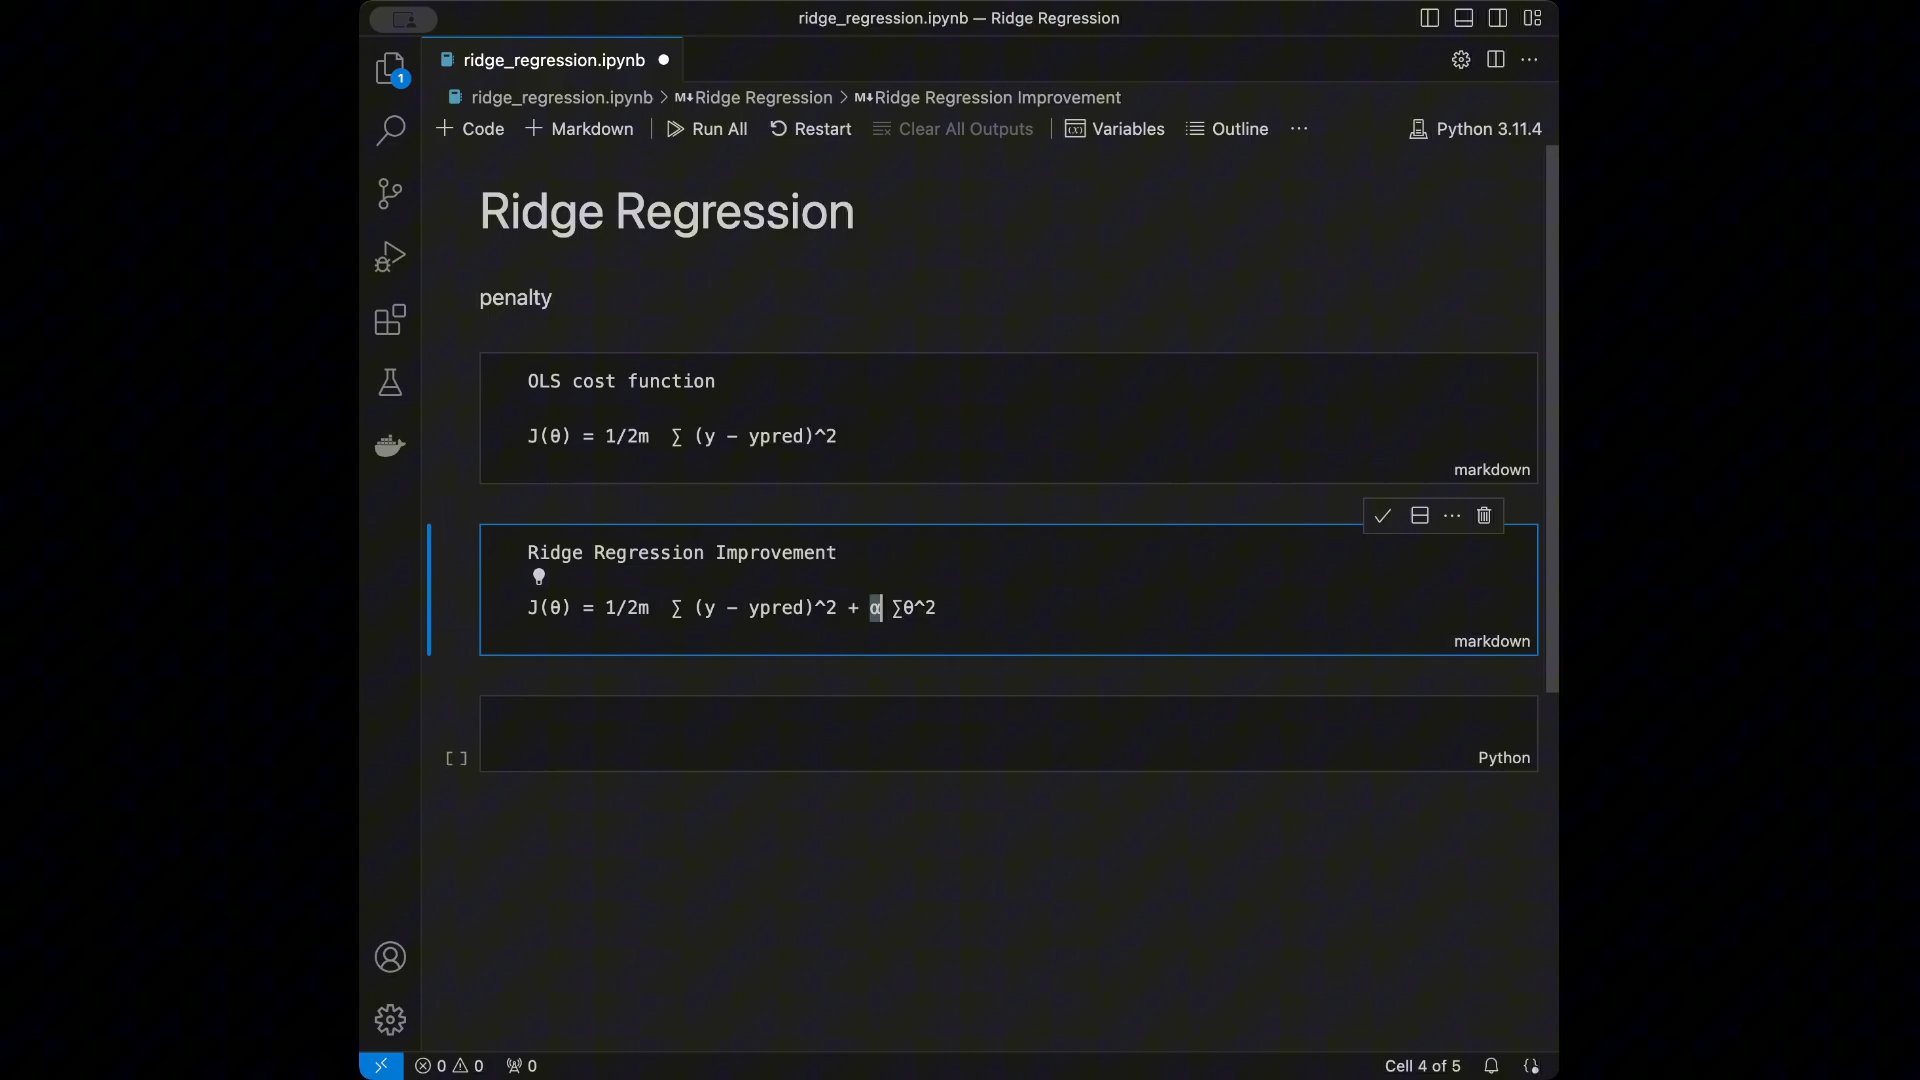 ridge_regression.ipynb — Ridge Regression
ridge_regression.ipynb
1
ridge_regression.ipynb > M↓Ridge Regression > M↓Ridge Regression Improvement
+ Code + Markdown Run All Restart Clear All Outputs Variables Outline ··· Python 3.11.4
Ridge Regression
penalty
OLS cost function
J(θ) = 1/2m ∑ (y - ypred)^2
markdown
Ridge Regression Improvement
J(θ) = 1/2m ∑ (y - ypred)^2 + α ∑θ^2
markdown
[ ]
Python
0 0 0 Cell 4 of 5